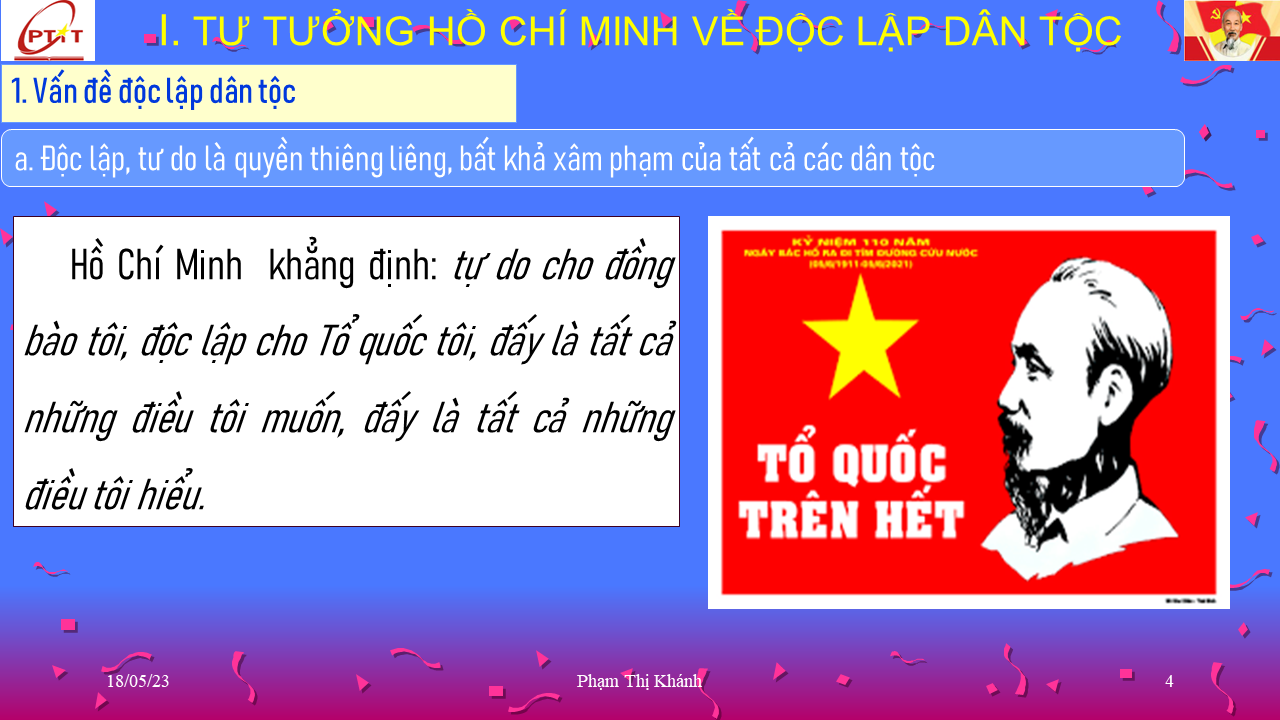 PTIT
I. TƯ TƯỞNG HỒ CHÍ MINH VỀ ĐỘC LẬP DÂN TỘC
1. Vấn đề độc lập dân tộc
a. Độc lập, tư do là quyền thiêng liêng, bất khả xâm phạm của tất cả các dân tộc
Hồ Chí Minh khẳng định: tự do cho đồng
bào tôi, độc lập cho Tổ quốc tôi, đấy là tất cả
những điều tôi muốn, đấy là tất cả những
điều tôi hiểu.
KỶ NIỆM 110 NĂM
NGÀY BÁC HỒ RA ĐI TÌM ĐƯỜNG CỨU NƯỚC
(05/6/1911-05/6/2021)
TỔ QUỐC
TRÊN HẾT
18/05/23
Phạm Thị Khánh
4